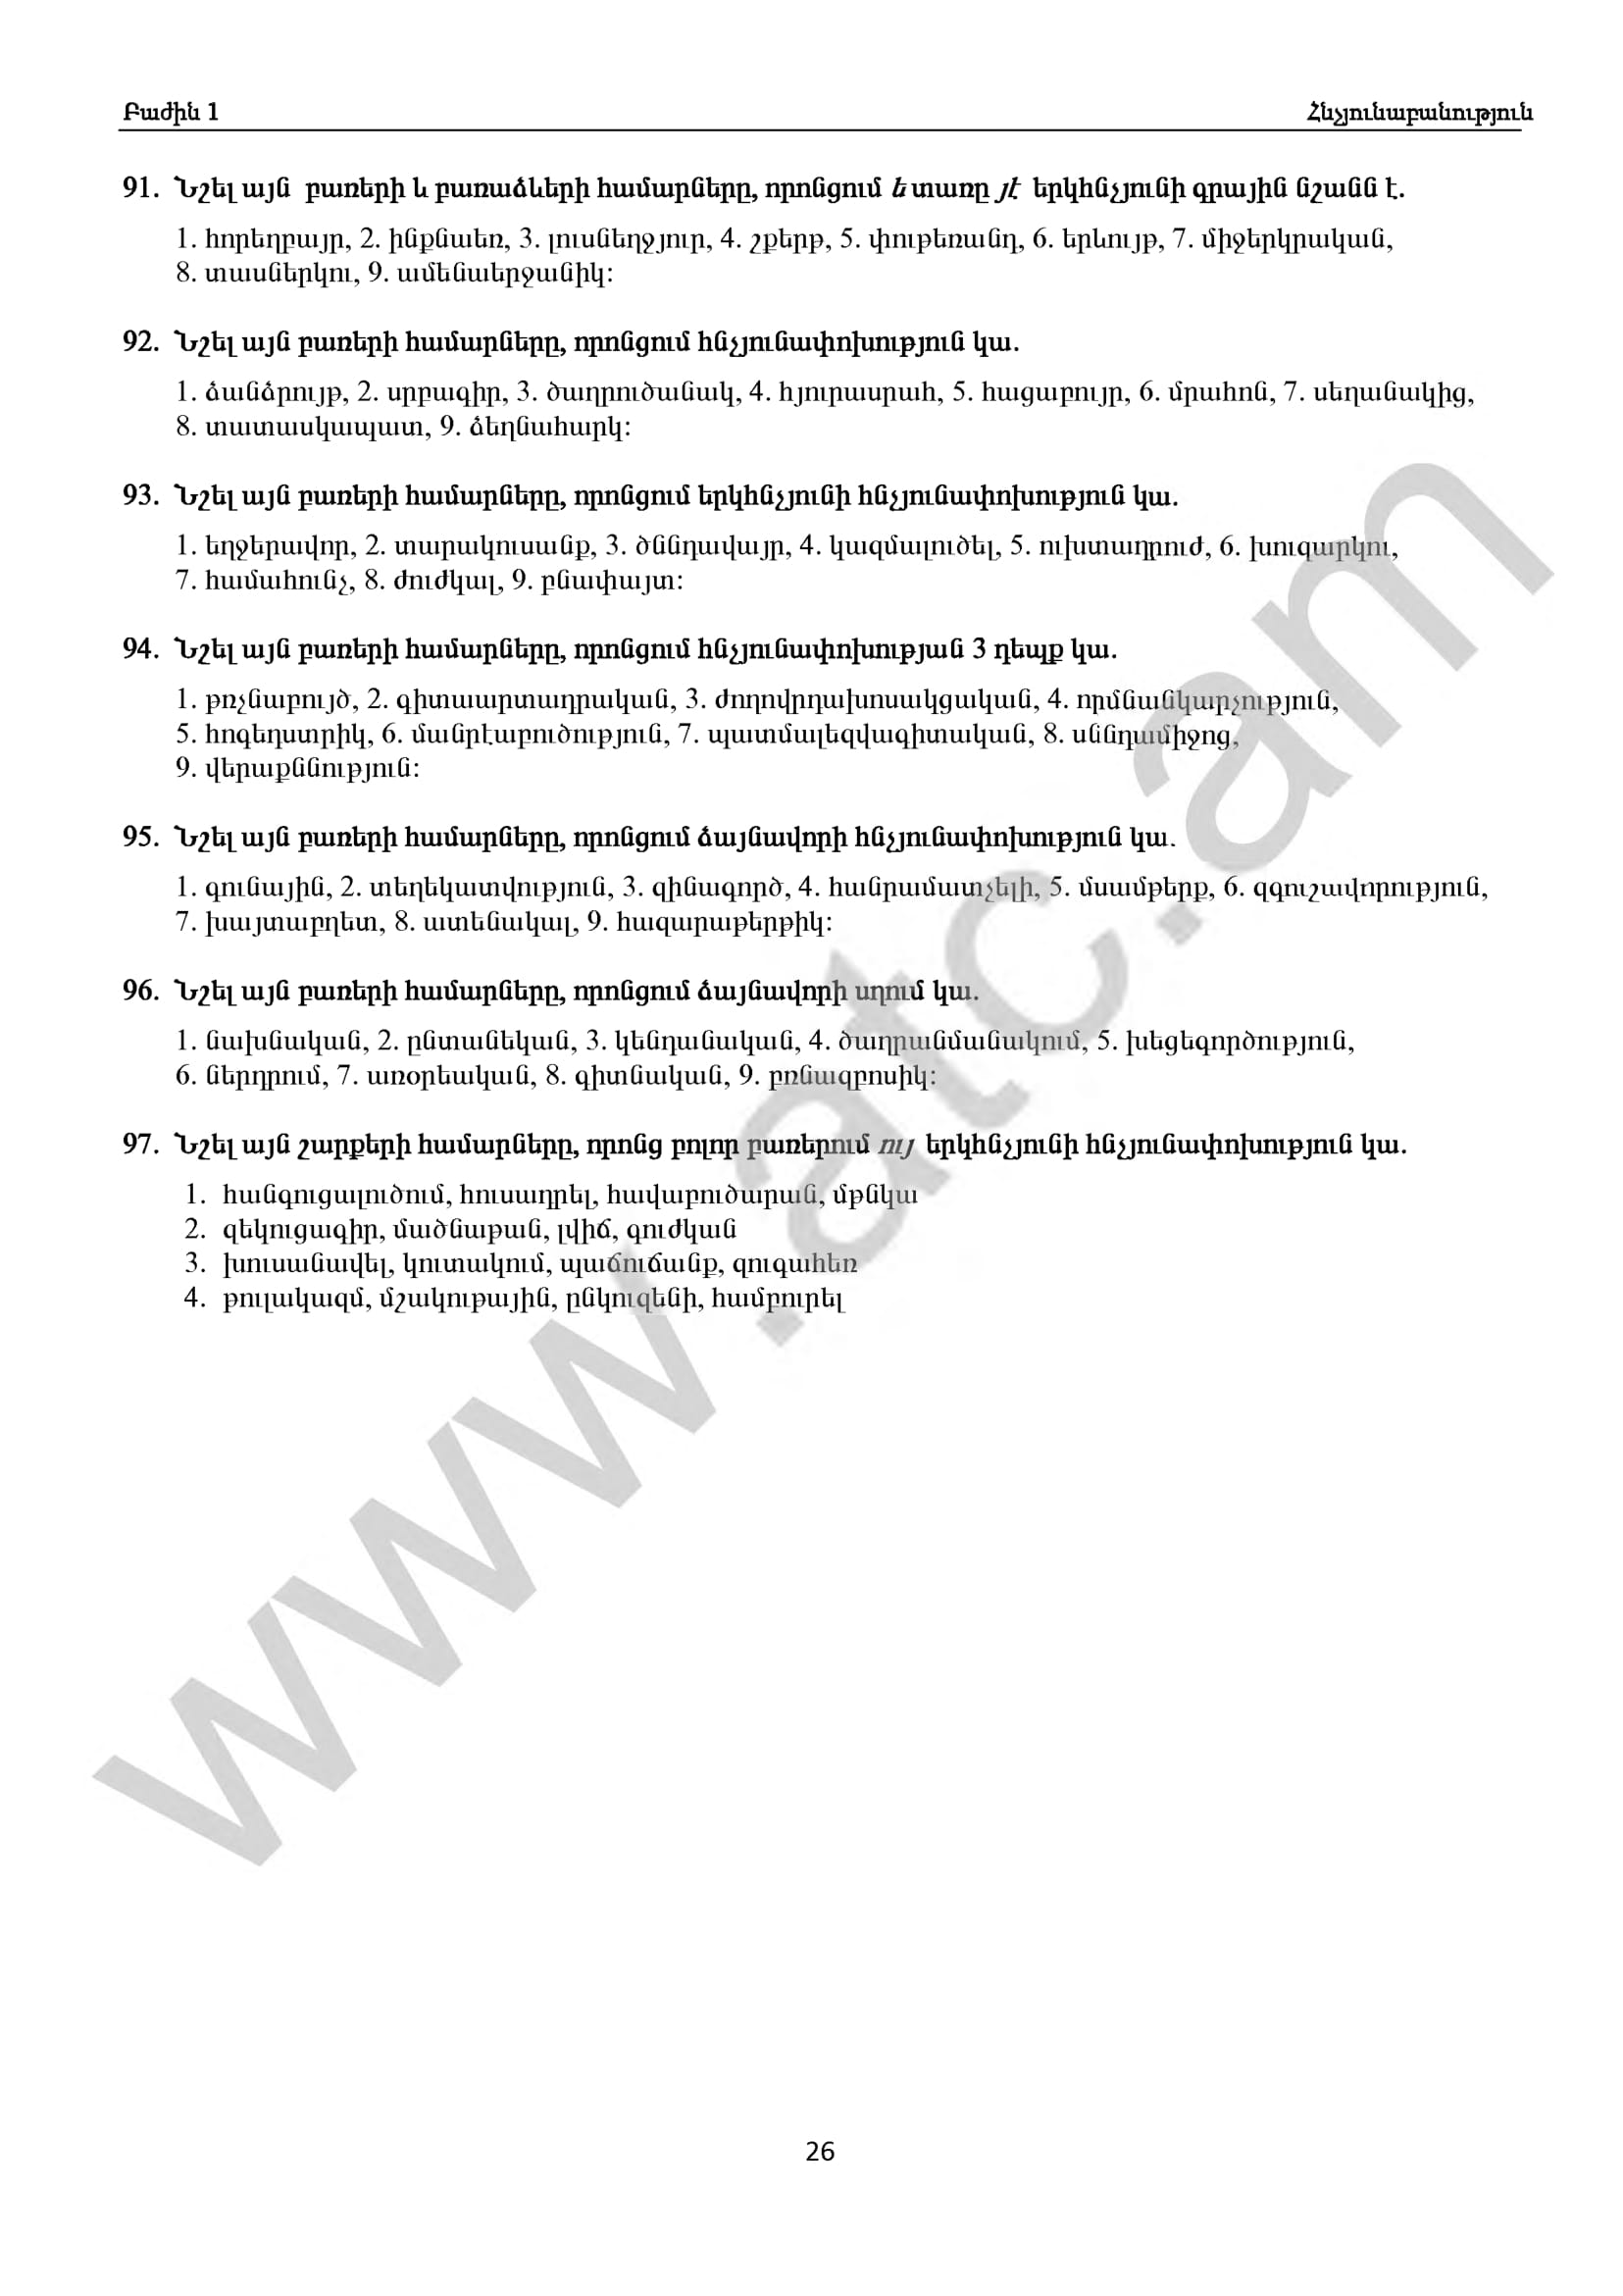 Բաժին 1 Հնչյունաբանություն
91. Նշել այն բառերի և բառաձևերի համարները, որոնցում ե տառը յէ երկհնչյունի գրային նշանն է.
1. հորեղբայր, 2. ինքնաեռ, 3. լուսնեղջյուր, 4. շքերթ, 5. փութեռանդ, 6. երևույթ, 7. միջերկրական,
8. տասներկու, 9. ամենաերջանիկ:
92. Նշել այն բառերի համարները, որոնցում հնչյունափոխություն կա.
1. ձանձրույթ, 2. սրբագիր, 3. ծաղրուծանակ, 4. հյուրասրահ, 5. հացաբույր, 6. մրահոն, 7. սեղանակից,
8. տատասկապատ, 9. ձեղնահարկ:
93. Նշել այն բառերի համարները, որոնցում երկհնչյունի հնչյունափոխություն կա.
1. եղջերավոր, 2. տարակուսանք, 3. ծննդավայր, 4. կազմալուծել, 5. ուխտադրուժ, 6. խուզարկու,
7. համահունչ, 8. ժուժկալ, 9. բնափայտ:
94. Նշել այն բառերի համարները, որոնցում հնչյունափոխության 3 դեպք կա.
1. թռչնաբույծ, 2. գիտաարտադրական, 3. ժողովրդախոսակցական, 4. որմնանկարչություն,
5. հոգեղստրիկ, 6. մանրէաբուծություն, 7. պատմալեզվագիտական, 8. սննդամիջոց,
9. վերաքննություն:
95. Նշել այն բառերի համարները, որոնցում ձայնավորի հնչյունափոխություն կա.
1. գունային, 2. տեղեկատվություն, 3. զինագործ, 4. հանրամատչելի, 5. մսամթերք, 6. զգուշավորություն,
7. խայտաբղետ, 8. ատենակալ, 9. հազարաթերթիկ:
96. Նշել այն բառերի համարները, որոնցում ձայնավորի սղում կա.
1. նախնական, 2. ընտանեկան, 3. կենդանական, 4. ծաղրանմանակում, 5. խեցեգործություն,
6. ներդրում, 7. առօրեական, 8. գիտնական, 9. բռնազբոսիկ:
97. Նշել այն շարքերի համարները, որոնց բոլոր բառերում ույ երկհնչյունի հնչյունափոխություն կա.
1. հանգուցալուծում, հուսադրել, հավաբուծարան, մթնկա
2. զեկուցագիր, մածնաթան, լվիճ, գուժկան
3. խուսանավել, կուտակում, պաճուճանք, զուգահեռ
4. թուլակազմ, մշակութային, ընկուզենի, համբուրել
www.atc.am
26